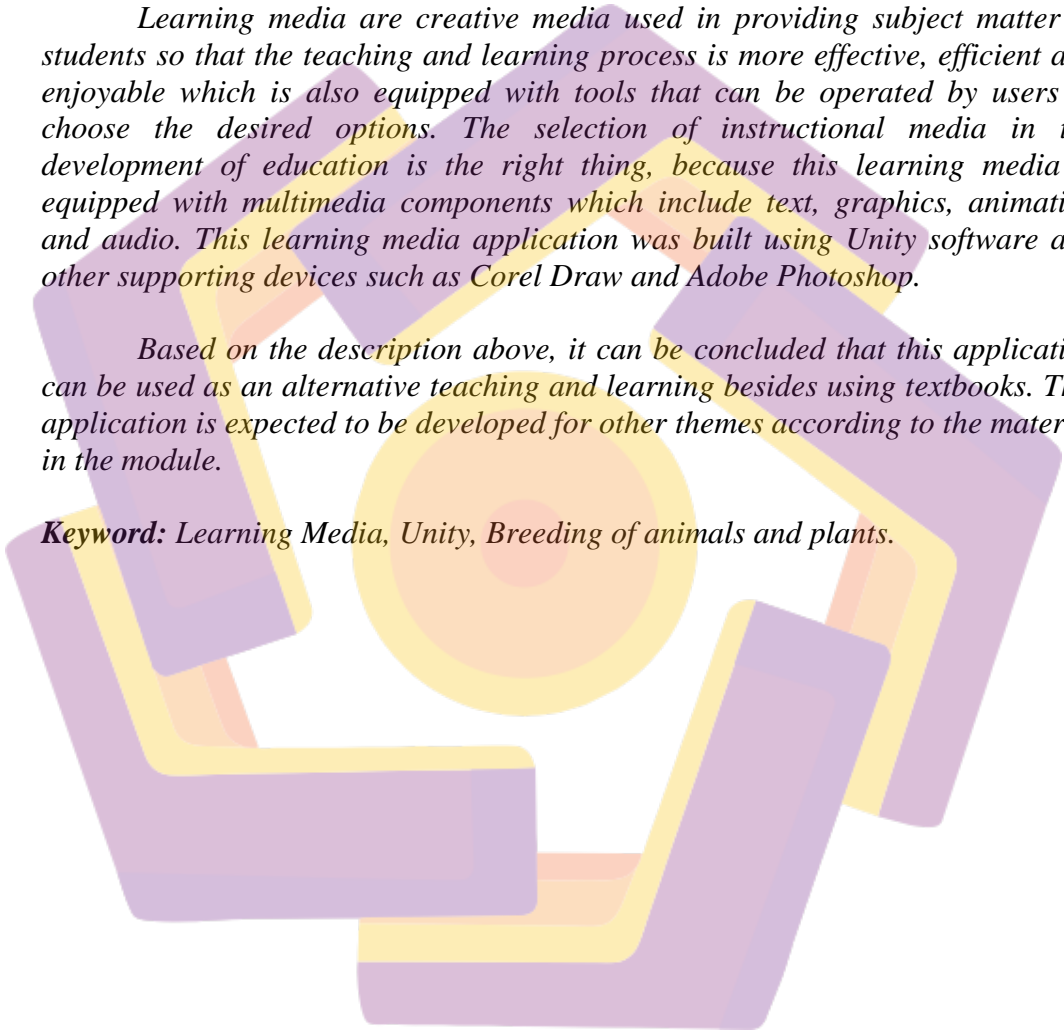 Learning media are creative media used in providing subject matter
students so that the teaching and learning process is more effective, efficient
enjoyable which is also equipped with tools that can be operated by users
choose the desired options. The selection of instructional media in
development of education is the right thing, because this learning media
equipped with multimedia components which include text, graphics,
and audio. This learning media application was built using Unity software
other supporting devices such as Corel Draw and Adobe Photoshop.
Based on the description above, it can be concluded that this
can be used as an alternative teaching and learning besides using textbooks.
application is expected to be developed for other themes according to the
in the module.
Keyword: Learning Media, Unity, Breeding of animals and plants.